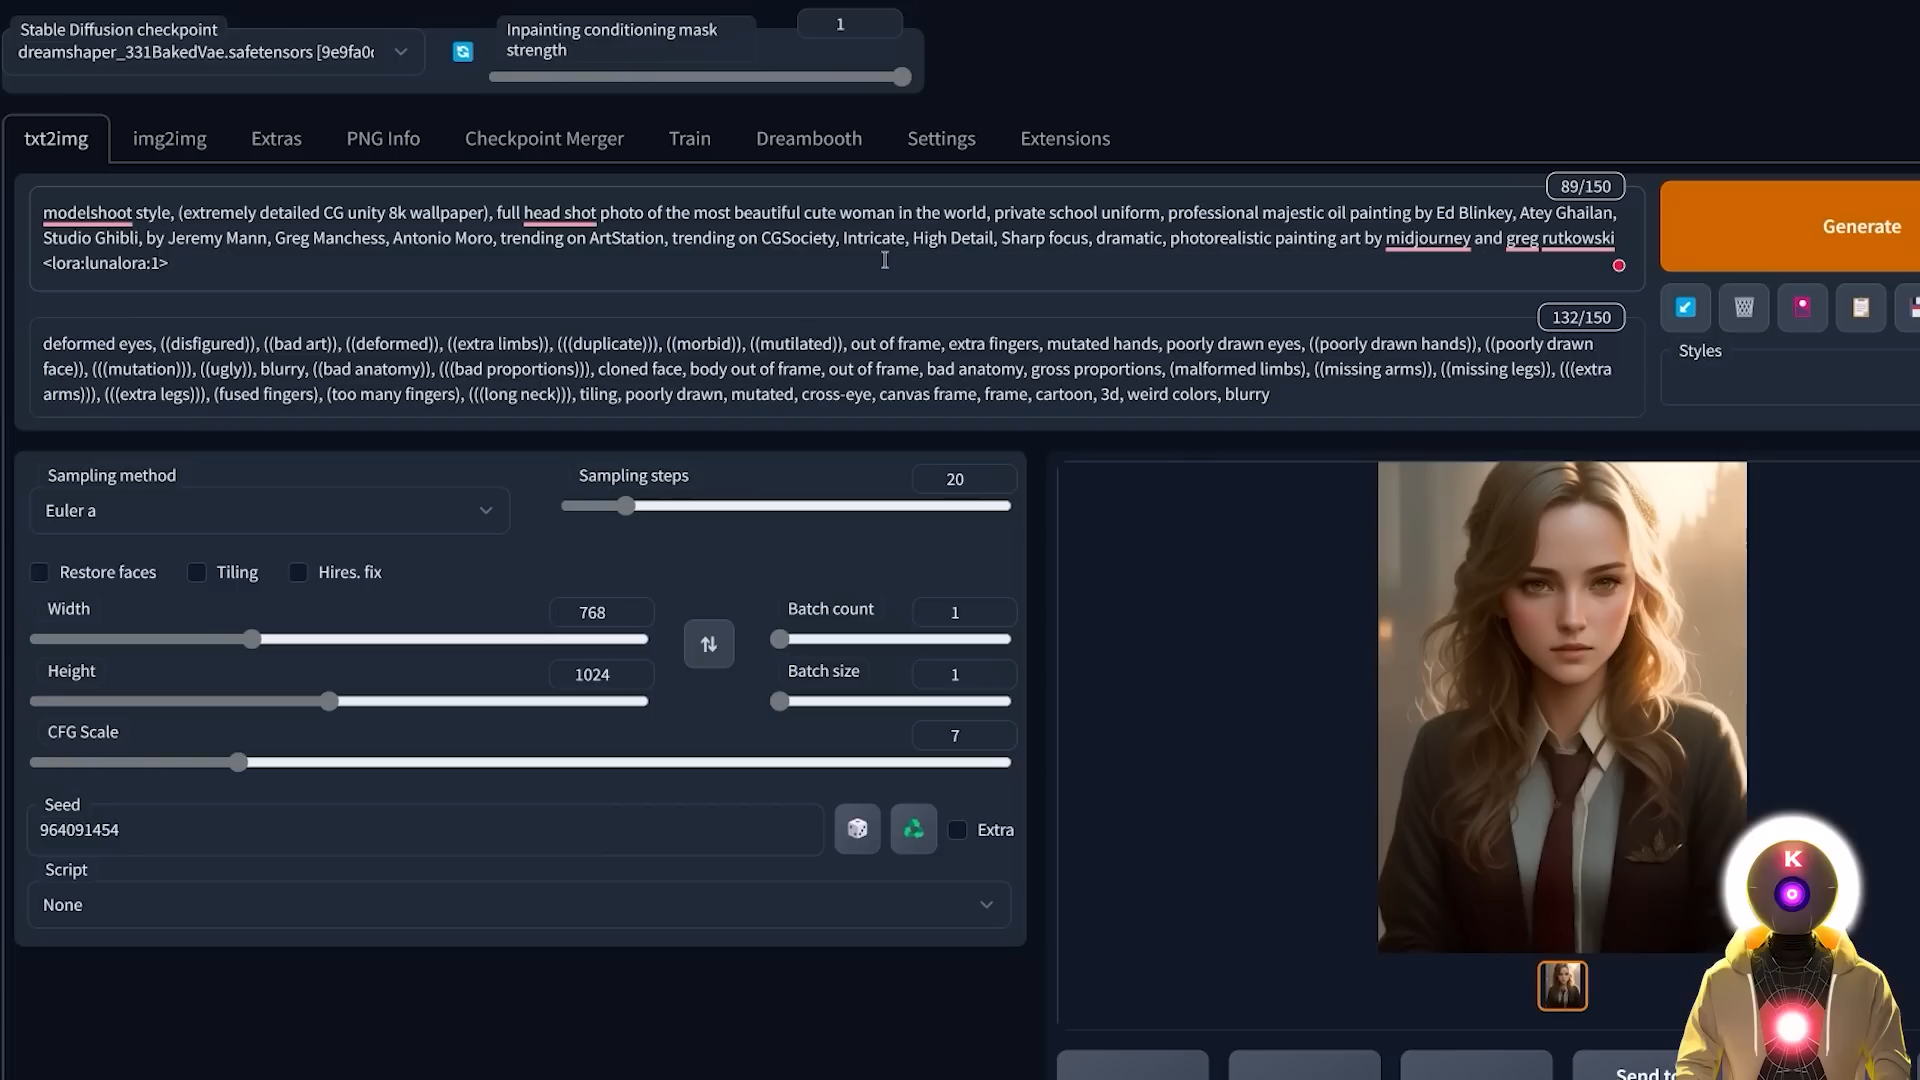 Stable Diffusion checkpoint
dreamshaper_331BakedVae.safetensors [9e9fa0
Inpainting conditioning mask
strength
1
txt2img
img2img
Extras
PNG Info
Checkpoint Merger
Train
Dreambooth
Settings
Extensions
89/150
modelshoot style, (extremely detailed CG unity 8k wallpaper), full head shot photo of the most beautiful cute woman in the world, private school uniform, professional majestic oil painting by Ed Blinkey, Atey Ghailan,
Studio Ghibli, by Jeremy Mann, Greg Manchess, Antonio Moro, trending on ArtStation, trending on CGSociety, Intricate, High Detail, Sharp focus, dramatic, photorealistic painting art by midjourney and greg rutkowski
<lora:lunalora:1>
Generate
132/150
deformed eyes, ((disfigured)), ((bad art)), ((deformed)), ((extra limbs)), (((duplicate))), ((morbid)), ((mutilated)), out of frame, extra fingers, mutated hands, poorly drawn eyes, ((poorly drawn hands)), ((poorly drawn
face)), (((mutation))), ((ugly)), blurry, ((bad anatomy)), (((bad proportions))), cloned face, body out of frame, out of frame, bad anatomy, gross proportions, (malformed limbs), ((missing arms)), ((missing legs)), (((extra
arms))), (((extra legs))), (fused fingers), (too many fingers), (((long neck))), tiling, poorly drawn, mutated, cross-eye, canvas frame, frame, cartoon, 3d, weird colors, blurry
Styles
Sampling method
Euler a
Sampling steps
20
Restore faces
Tiling
Hires. fix
Width
768
Batch count
1
Height
1024
Batch size
1
CFG Scale
7
Seed
964091454
Extra
Script
None
K
Send to